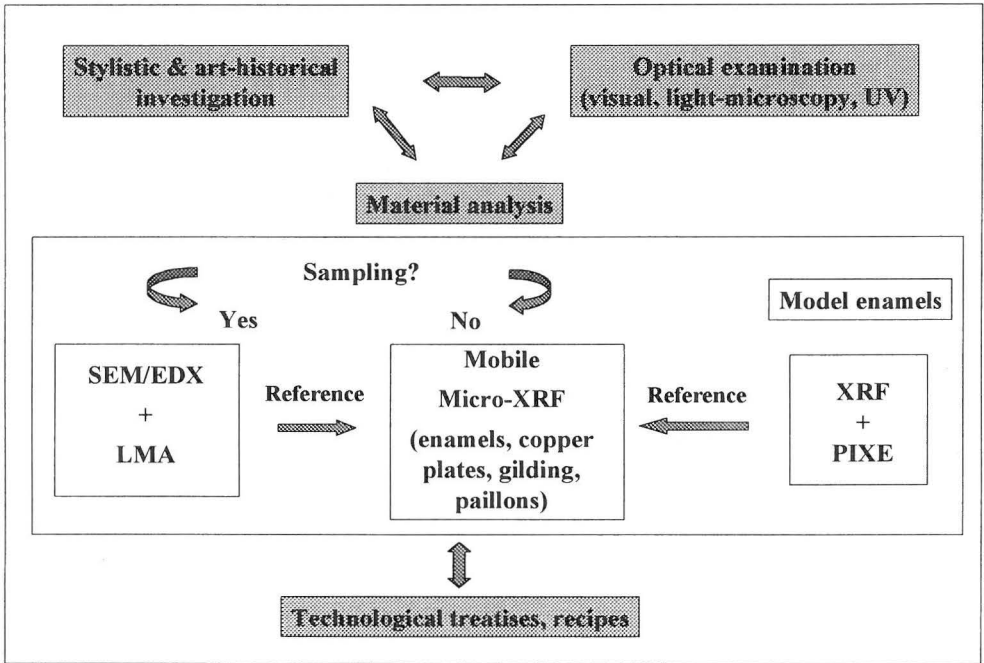 Stylistic & art-historical
investigation
Optical examination
(visual, light-microscopy, UV)
Material analysis
Sampling?
Yes
No
Model enamels
SEM/EDX
+
LMA
Reference
Mobile
Micro-XRF
(enamels, copper
plates, gilding,
paillons)
Reference
XRF
+
PIXE
Technological treatises, recipes